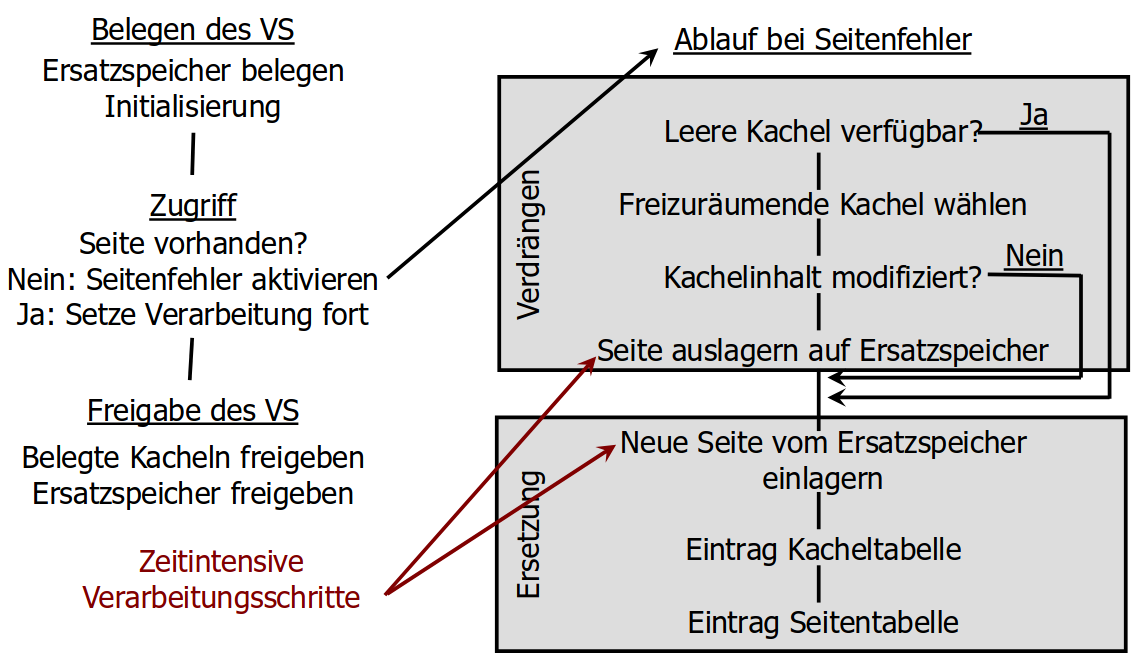 Belegen des VS
Ersatzspeicher belegen
Initialisierung
Zugriff
Seite vorhanden?
Nein: Seitenfehler aktivieren
Ja: Setze Verarbeitung fort
Freigabe des VS
Belegte Kacheln freigeben
Ersatzspeicher freigeben
Zeitintensive
Verarbeitungsschritte
Ablauf bei Seitenfehler
Verdrängen
Leere Kachel verfügbar?
Ja
Freizuräumende Kachel wählen
Kachelinhalt modifiziert?
Nein
Seite auslagern auf Ersatzspeicher
Ersetzung
Neue Seite vom Ersatzspeicher
einlagern
Eintrag Kacheltabelle
Eintrag Seitentabelle